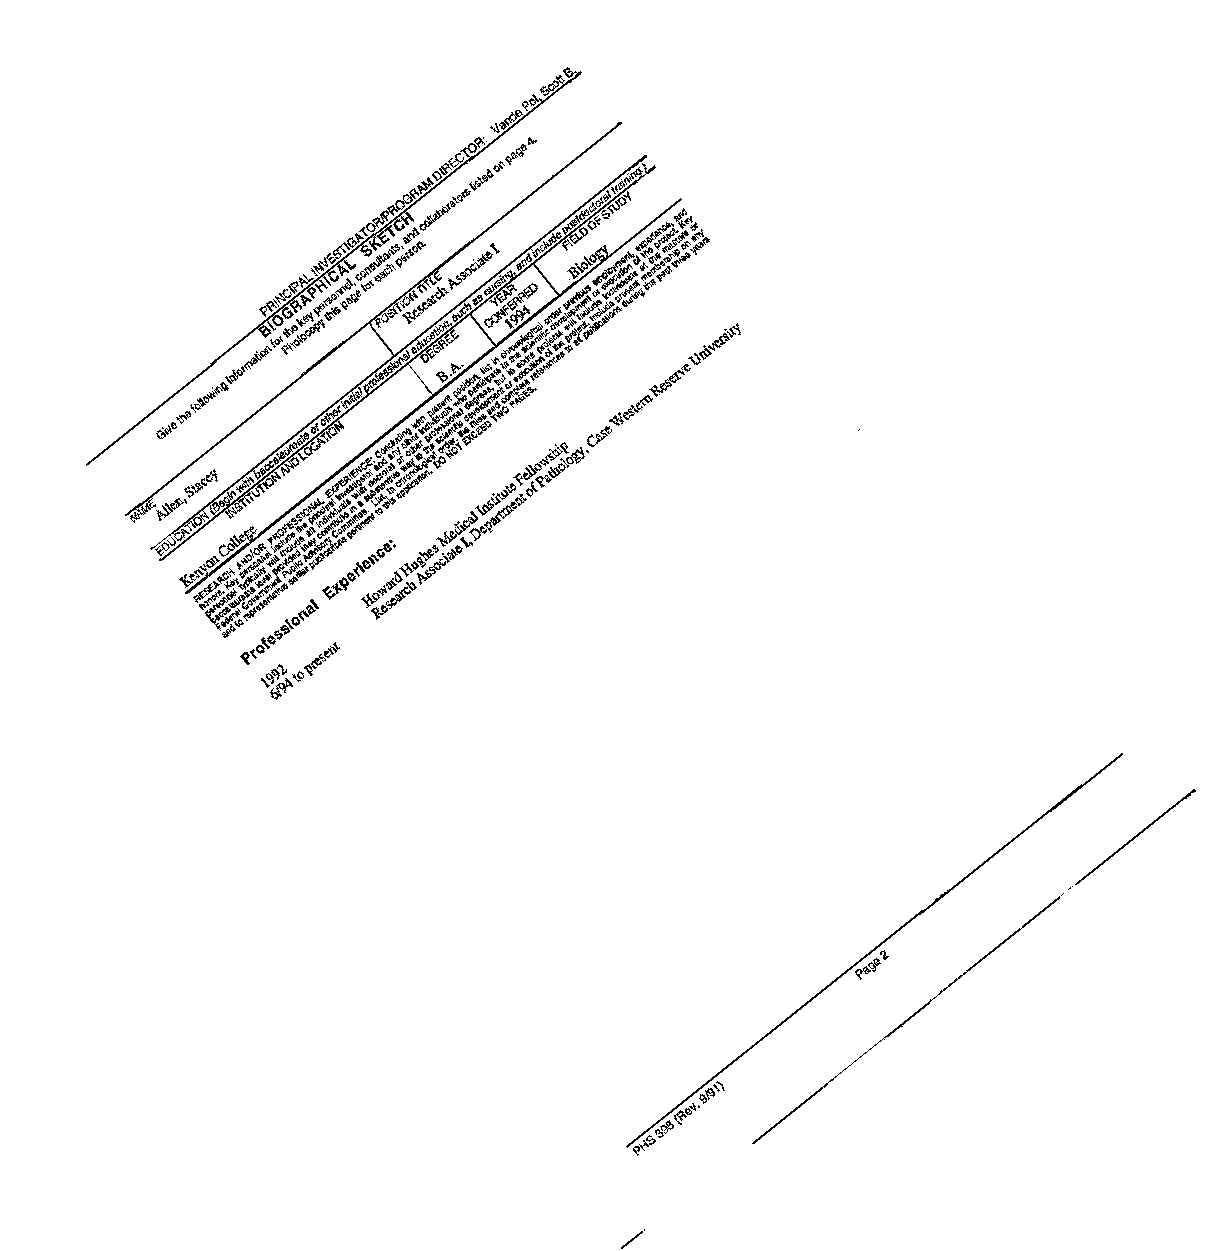 PRINCIPAL INVESTIGATOR/PROGRAM DIRECTOR: Vande Pol, Scott B.
BIOGRAPHICAL SKETCH
Give the following information for the key personnel, consultants, and collaborators listed on page 4.
Photocopy this page for each person.
NAME
POSITION TITLE
Allen, Stacey
Research Associate I
EDUCATION (Begin with baccalaureate or other initial professional education, such as nursing, and include postdoctoral training.)
INSTITUTION AND LOCATION
DEGREE
YEAR CONFERRED
FIELD OF STUDY
Kenyon College
B.A.
1994
Biology
RESEARCH AND/OR PROFESSIONAL EXPERIENCE: Concluding with present position, list in chronological order previous employment, experience, and
honors. Key personnel include the principal investigator and any other individuals who participate in the scientific development or execution of the project. Key
personnel typically will include all individuals with doctoral or other professional degrees, but in some projects will include individuals at the masters or
baccalaureate level provided they contribute in a substantive way to the scientific development or execution of the project. Include present membership on any
Federal Government Public Advisory Committee. List, in chronological order, the titles and complete references to all publications during the past three years
and to representative earlier publications pertinent to this application. DO NOT EXCEED TWO PAGES.
Professional Experience:
1992 Howard Hughes Medical Institute Fellowship
6/94 to present Research Associate I, Department of Pathology, Case Western Reserve University
PHS 398 (Rev. 9/91)
Page 2